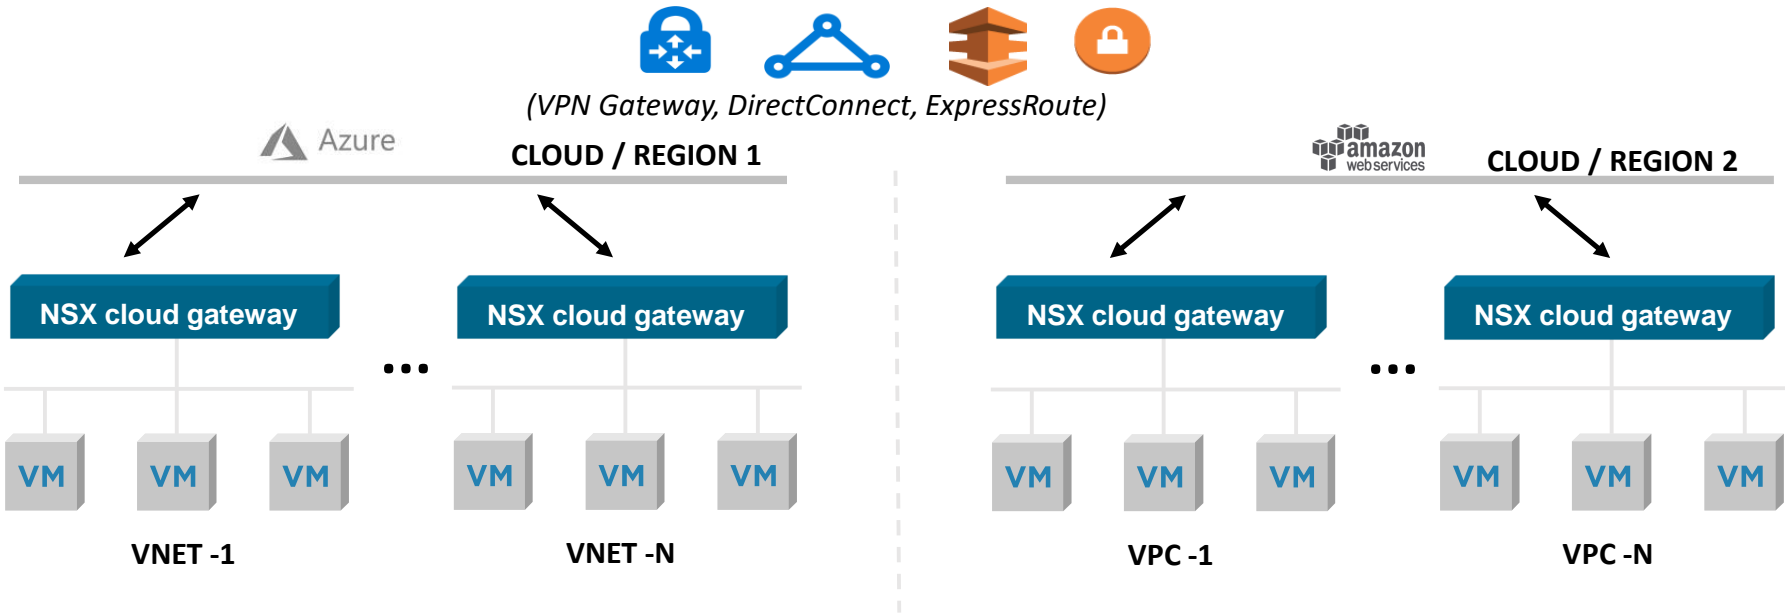 (VPN Gateway, DirectConnect, ExpressRoute)
Azure
CLOUD / REGION 1
amazon
webservices
CLOUD / REGION 2
NSX cloud gateway
NSX cloud gateway
NSX cloud gateway
NSX cloud gateway
...
...
VM VM VM
VM VM VM
VM VM VM
VM VM VM
VNET -1
VNET -N
VPC -1
VPC -N